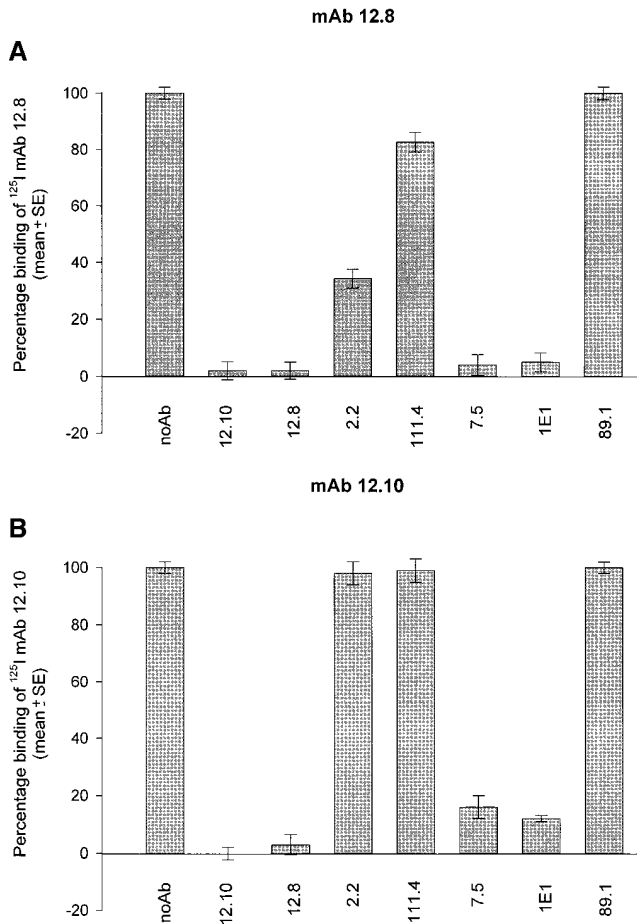 mAb 12.8
A
Percentage binding of ¹²⁵I mAb 12.8
(mean ± SE)
100
80
60
40
20
0
-20
noAb
12.10
12.8
2.2
111.4
7.5
1E1
89.1
mAb 12.10
B
Percentage binding of ¹²⁵I mAb 12.10
(mean ± SE)
100
80
60
40
20
0
-20
noAb
12.10
12.8
2.2
111.4
7.5
1E1
89.1